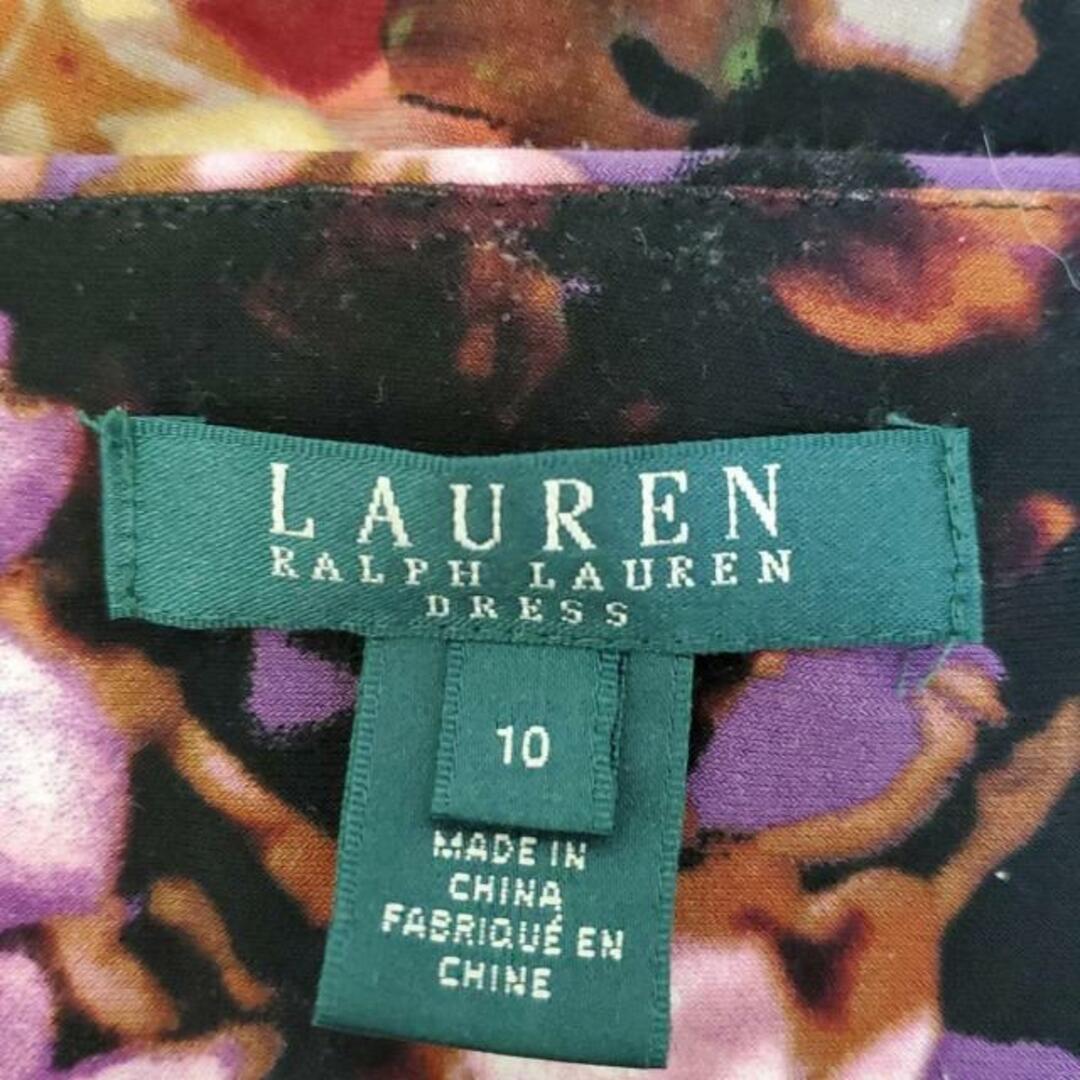 LAUREN
RALPH LAUREN
DRESS
10
MADE IN
CHINA
FABRIQUÉ EN
CHINE